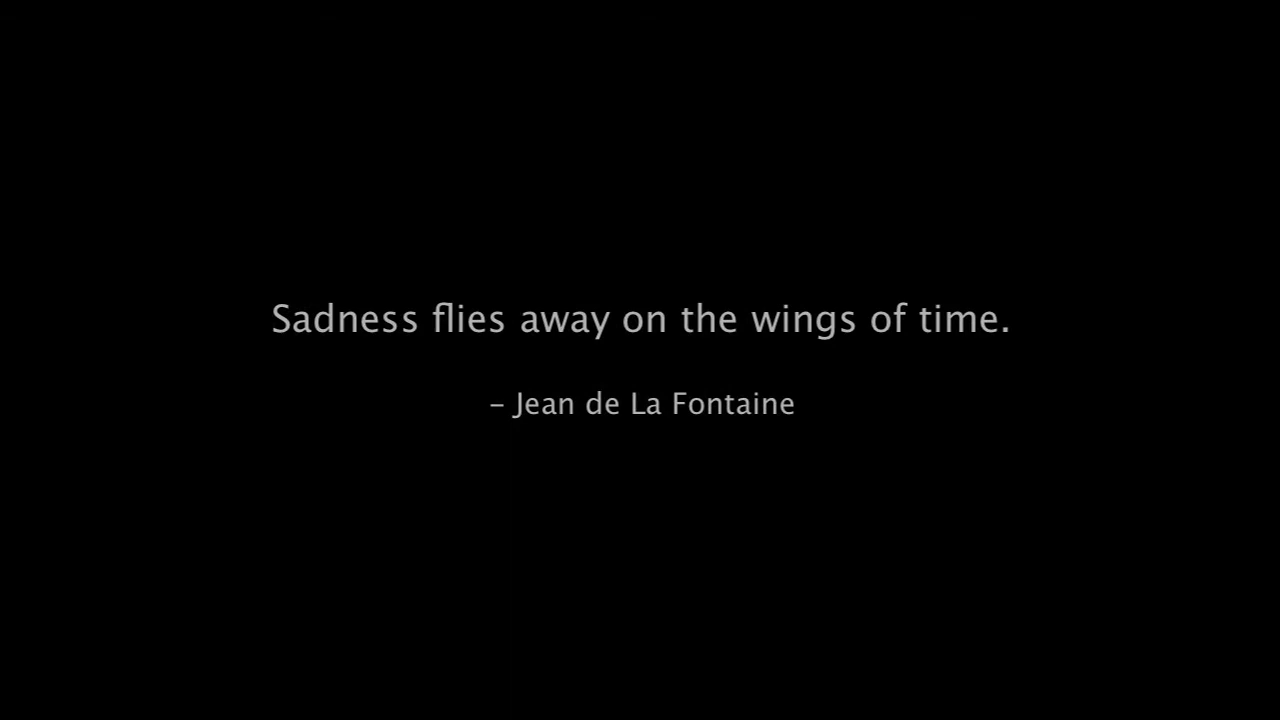 Sadness flies away on the wings of time.
– Jean de La Fontaine